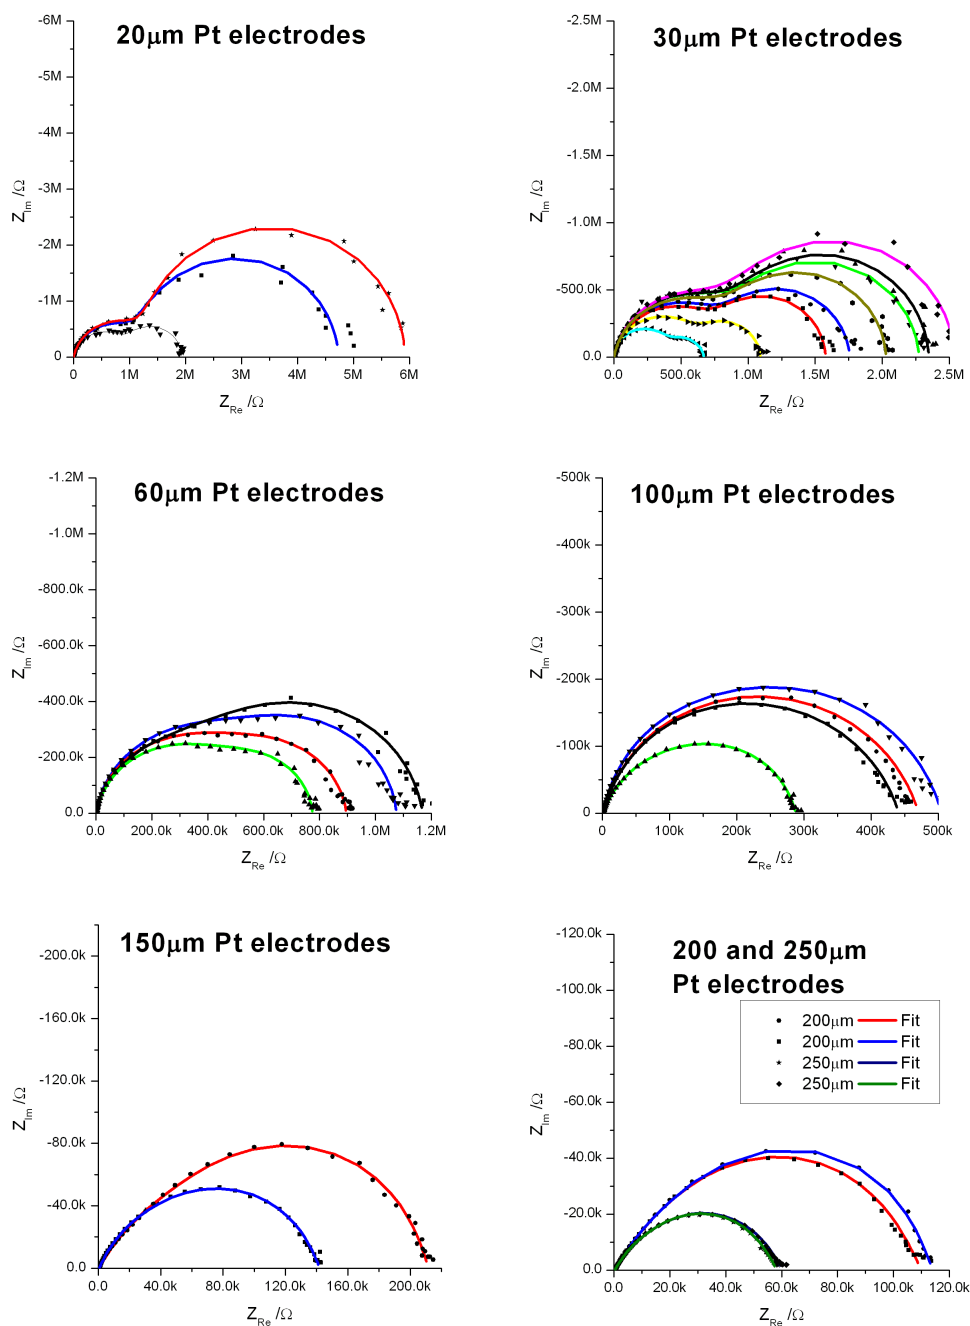 20μm Pt electrodes
-6M
-5M
-4M
-3M
-2M
-1M
0
Z_Im /Ω
0 1M 2M 3M 4M 5M 6M
Z_Re /Ω
30μm Pt electrodes
-2.5M
-2.0M
-1.5M
-1.0M
-500.0k
0.0
Z_Im /Ω
0.0 500.0k 1.0M 1.5M 2.0M 2.5M
Z_Re /Ω
60μm Pt electrodes
-1.2M
-1.0M
-800.0k
-600.0k
-400.0k
-200.0k
0.0
Z_Im /Ω
0.0 200.0k 400.0k 600.0k 800.0k 1.0M 1.2M
Z_Re /Ω
100μm Pt electrodes
-500k
-400k
-300k
-200k
-100k
0.0
Z_Im /Ω
0 100k 200k 300k 400k 500k
Z_Re /Ω
150μm Pt electrodes
-200.0k
-160.0k
-120.0k
-80.0k
-40.0k
0.0
Z_Im /Ω
0.0 40.0k 80.0k 120.0k 160.0k 200.0k
Z_Re /Ω
200 and 250μm
Pt electrodes
-120.0k
-100.0k
-80.0k
-60.0k
-40.0k
-20.0k
0.0
Z_Im /Ω
200μm Fit
200μm Fit
250μm Fit
250μm Fit
0.0 20.0k 40.0k 60.0k 80.0k 100.0k 120.0k
Z_Re /Ω